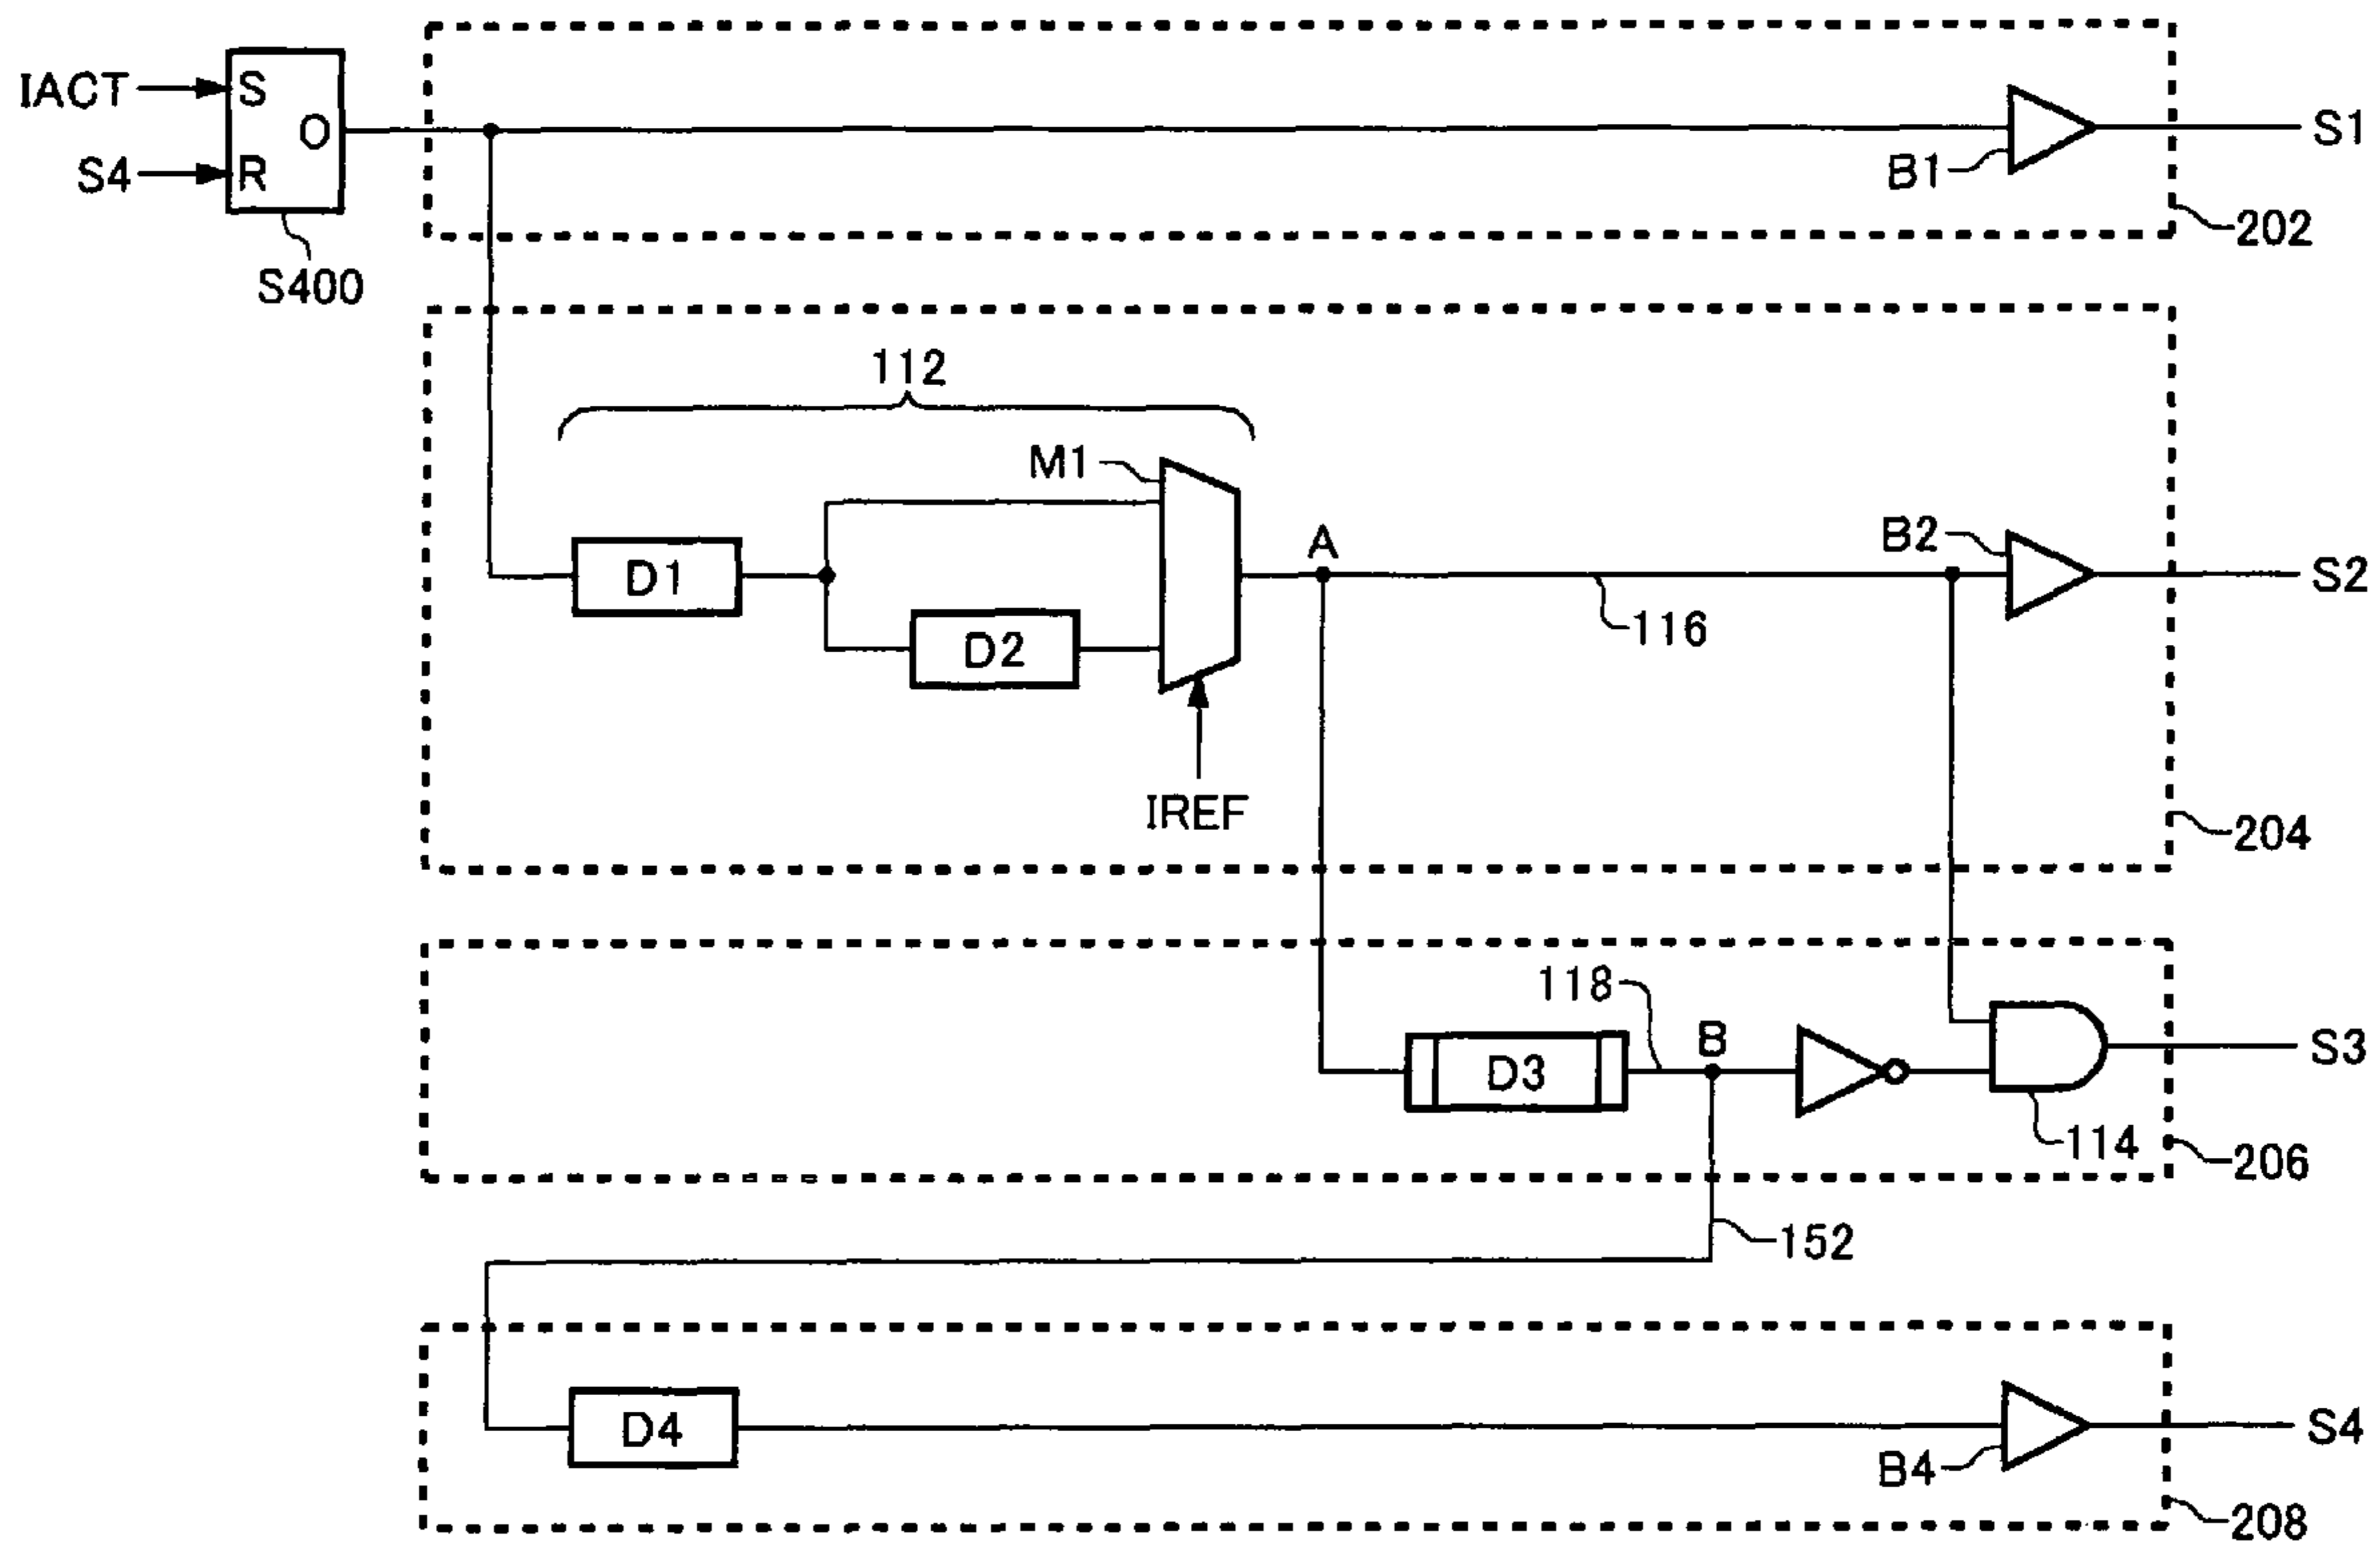 IACT
S
O
S4
R
S400
B1
S1
202
112
M1
D1
D2
IREF
A
116
B2
S2
204
118
B
D3
114
S3
206
152
D4
B4
S4
208